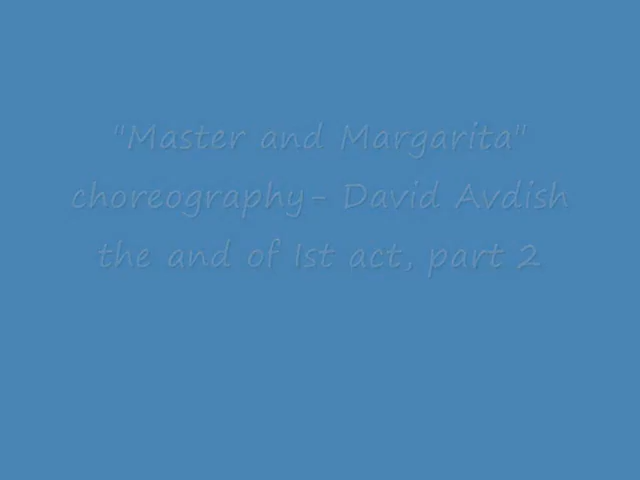 "Master and Margarita"
choreography- David Avdish
the and of Ist act, part 2